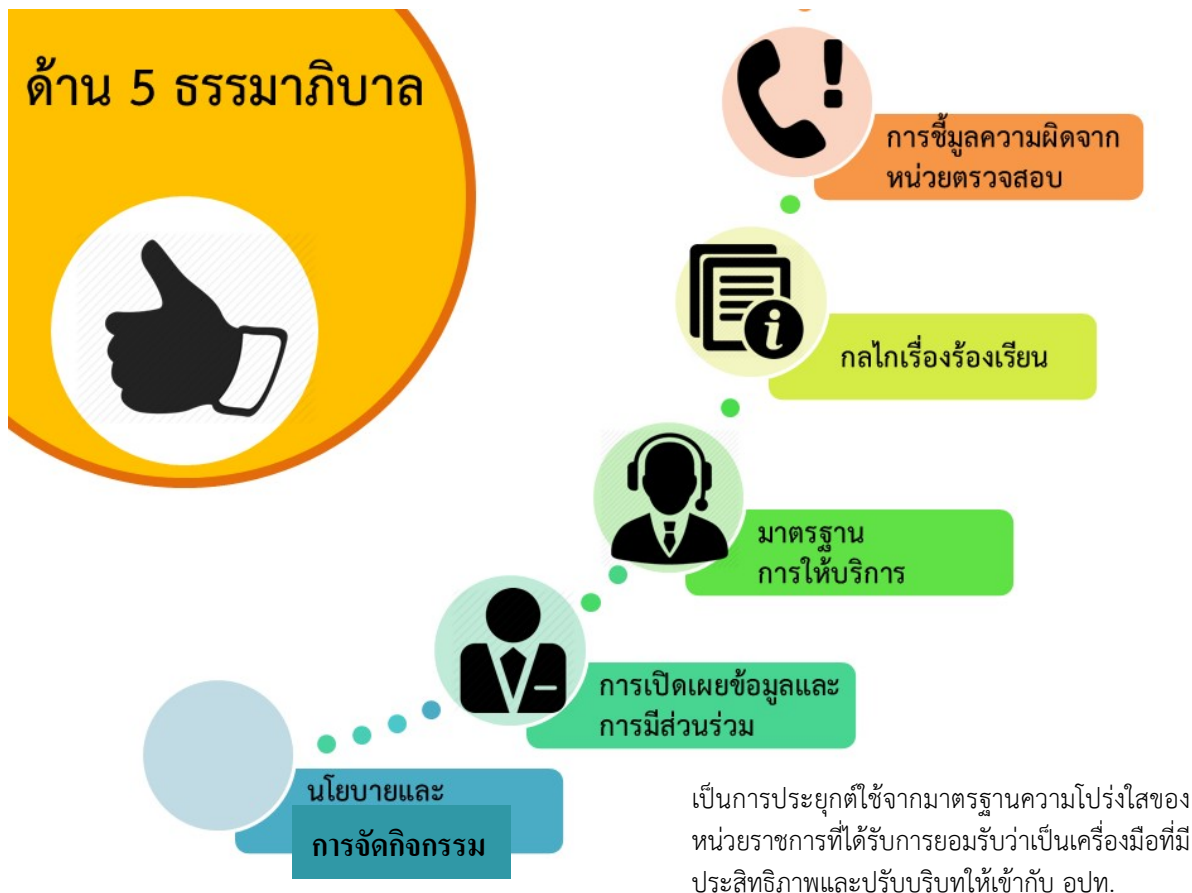 ด้าน 5 ธรรมาภิบาล
การชี้มูลความผิดจาก
หน่วยตรวจสอบ
กลไกเรื่องร้องเรียน
มาตรฐาน
การให้บริการ
การเปิดเผยข้อมูลและ
การมีส่วนร่วม
นโยบายและ
การจัดกิจกรรม
เป็นการประยุกต์ใช้จากมาตรฐานความโปร่งใสของ
หน่วยราชการที่ได้รับการยอมรับว่าเป็นเครื่องมือที่มี
ประสิทธิภาพและปรับบริบทให้เข้ากับ อปท.